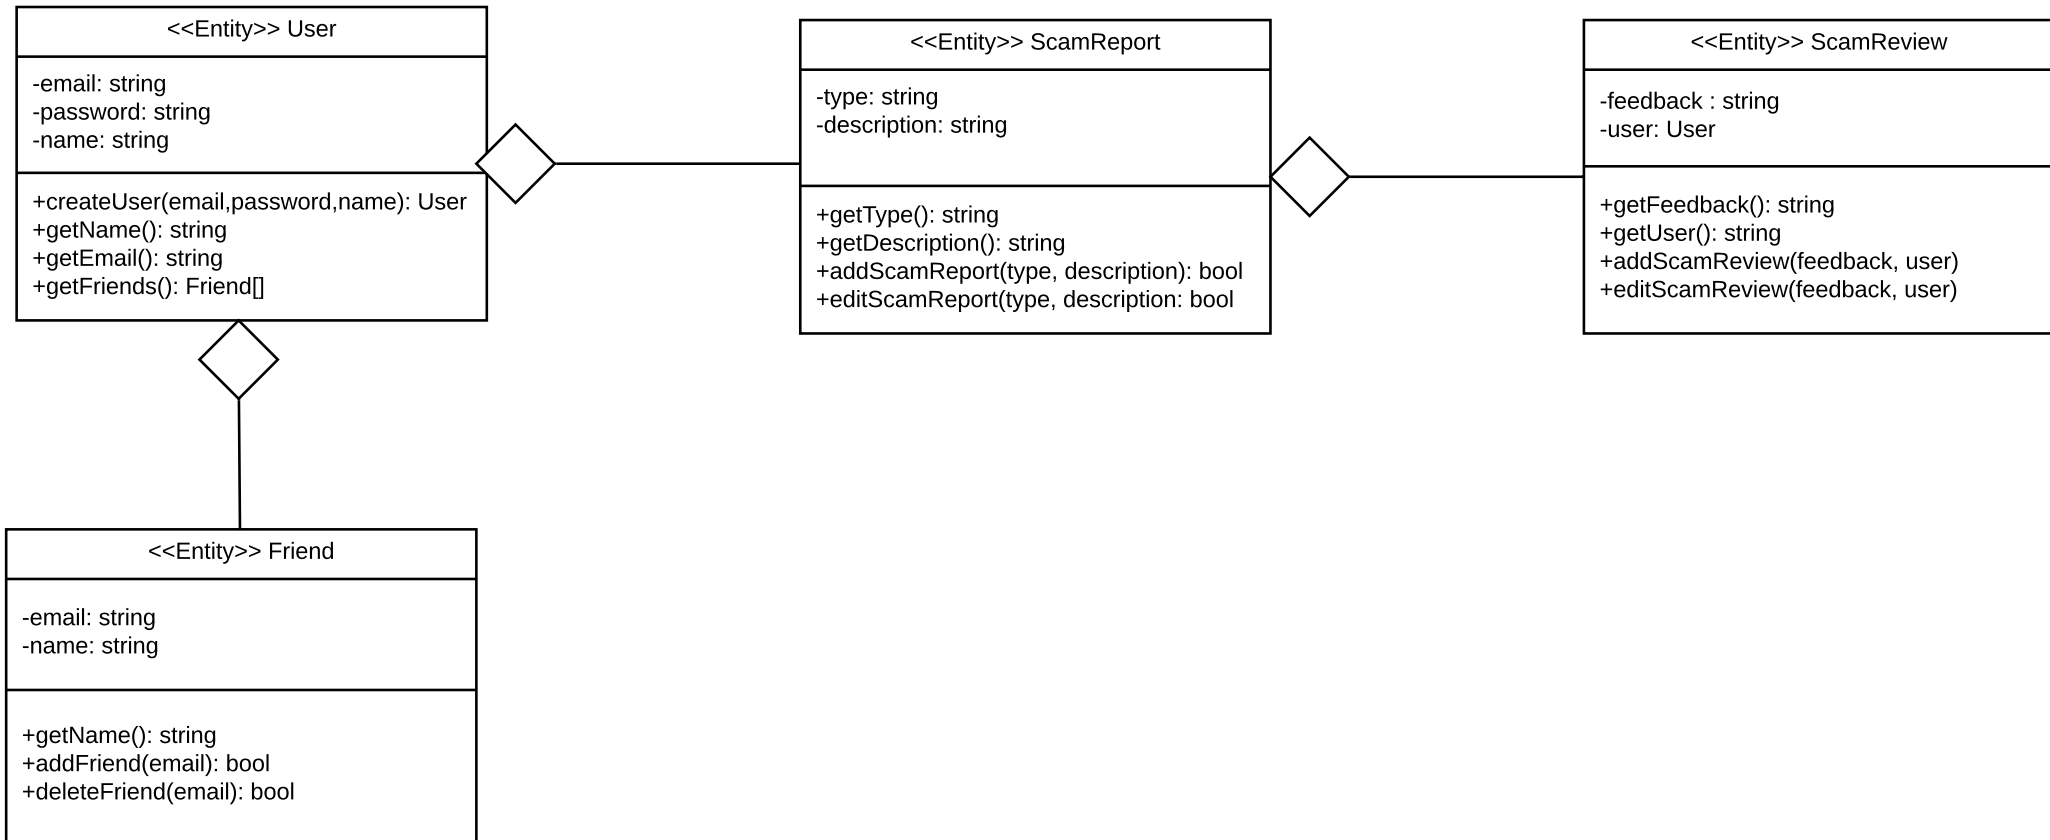 <<Entity>> User
-email: string
-password: string
-name: string
+createUser(email,password,name): User
+getName(): string
+getEmail(): string
+getFriends(): Friend[]
<<Entity>> ScamReport
-type: string
-description: string
+getType(): string
+getDescription(): string
+addScamReport(type, description): bool
+editScamReport(type, description: bool
<<Entity>> ScamReview
-feedback : string
-user: User
+getFeedback(): string
+getUser(): string
+addScamReview(feedback, user)
+editScamReview(feedback, user)
<<Entity>> Friend
-email: string
-name: string
+getName(): string
+addFriend(email): bool
+deleteFriend(email): bool